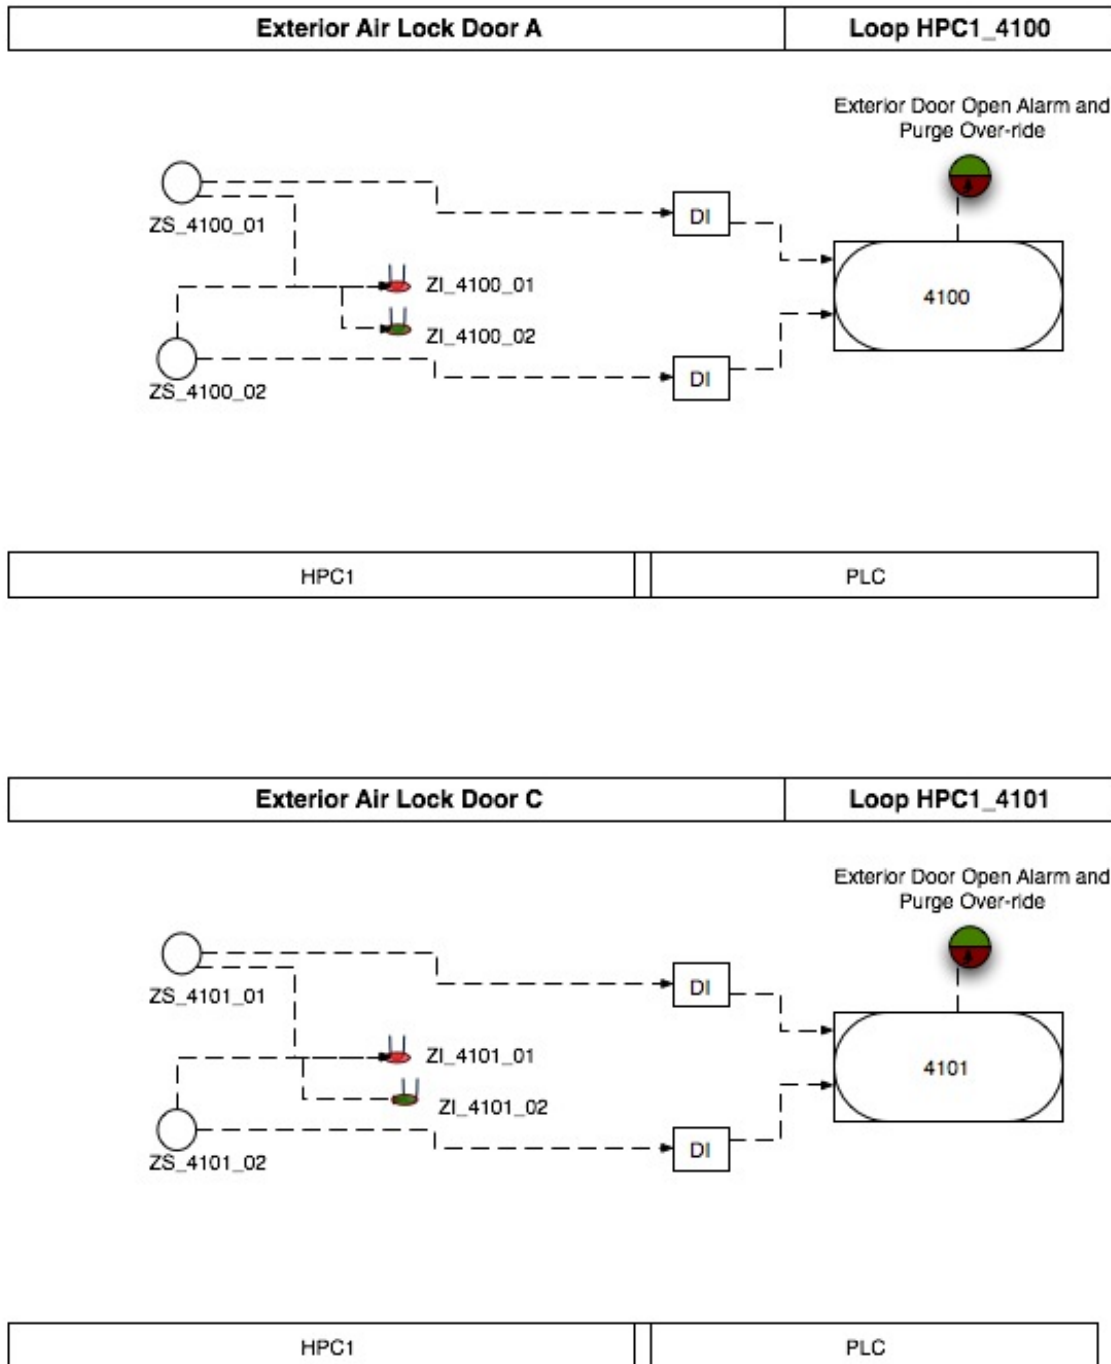 Exterior Air Lock Door A
Loop HPC1_4100
Exterior Door Open Alarm and
Purge Over-ride
ZS_4100_01
DI
ZI_4100_01
4100
ZI_4100_02
DI
ZS_4100_02
HPC1
PLC
Exterior Air Lock Door C
Loop HPC1_4101
Exterior Door Open Alarm and
Purge Over-ride
ZS_4101_01
DI
ZI_4101_01
4101
ZI_4101_02
DI
ZS_4101_02
HPC1
PLC